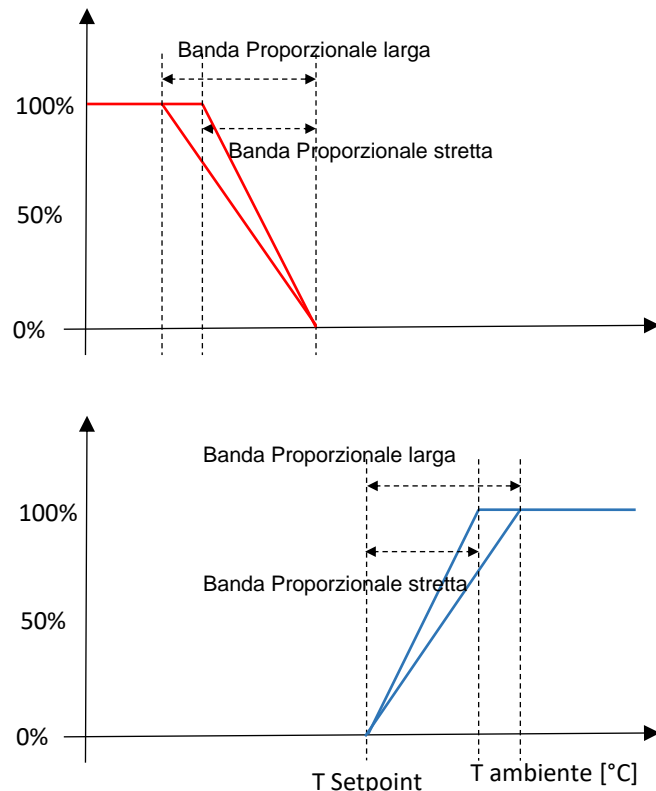 Banda Proporzionale larga
100%
Banda Proporzionale stretta
50%
0%
Banda Proporzionale larga
100%
Banda Proporzionale stretta
50%
0%
T Setpoint
T ambiente [°C]